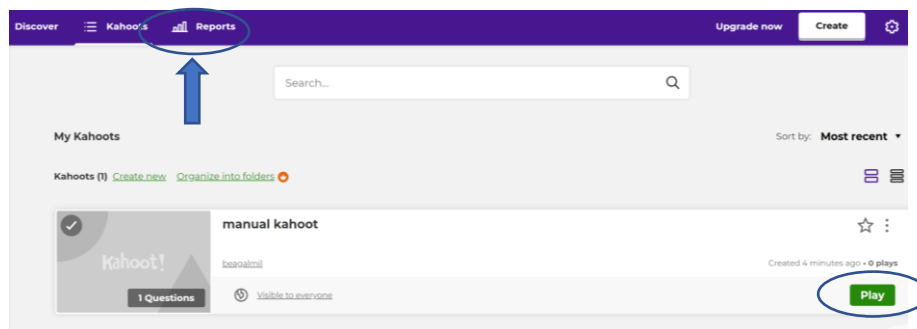 Discover Kahoots Reports Upgrade now Create
Search...
My Kahoots Sort by: Most recent
Kahoots (1) Create new Organize into folders
manual kahoot
Kahoot!
beagalmil Created 4 minutes ago • 0 plays
1 Questions Visible to everyone Play